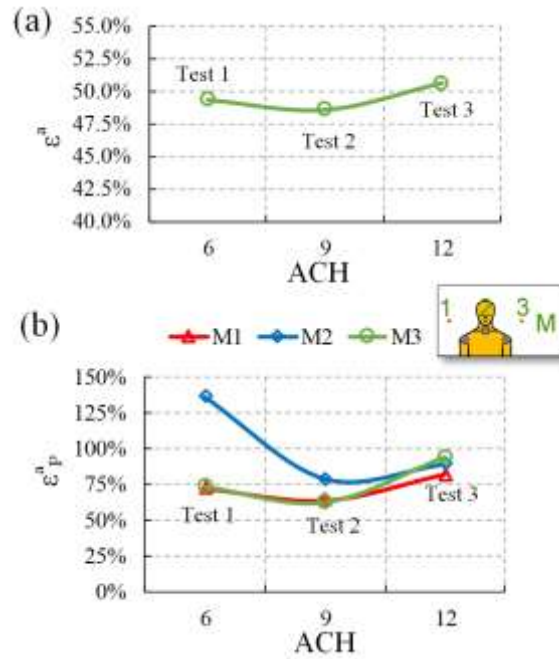 (a)
55.0%
52.5%
50.0%
47.5%
45.0%
42.5%
40.0%
εᵃ
Test 1
Test 2
Test 3
6 9 12
ACH
(b)
M1 M2 M3
1 3 M
150%
125%
100%
75%
50%
25%
0%
εᵃₚ
Test 1
Test 2
Test 3
6 9 12
ACH